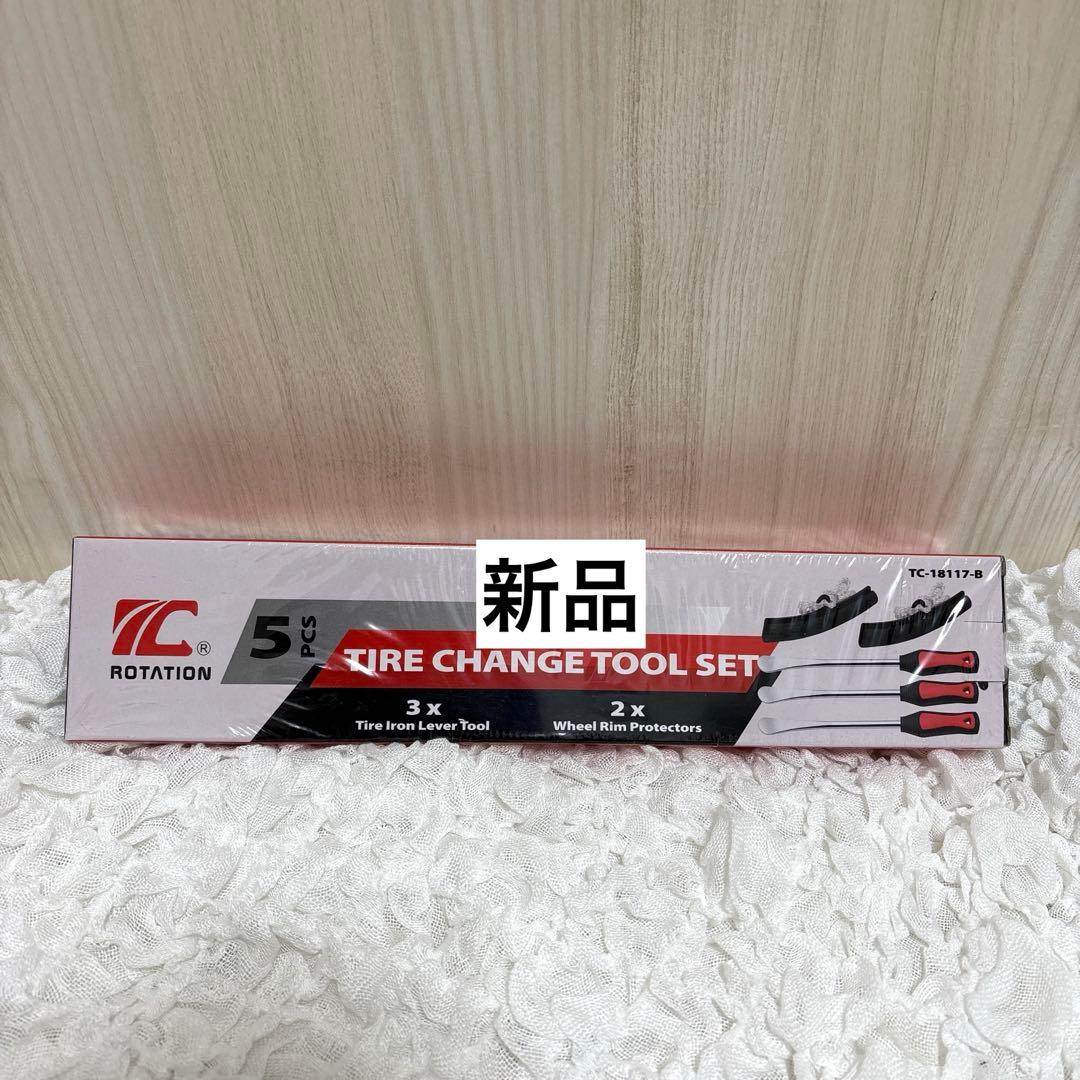 新品
TC-18117-B
TC®
ROTATION
5 PCS
TIRE CHANGE TOOL SET
3 x
Tire Iron Lever Tool
2 x
Wheel Rim Protectors